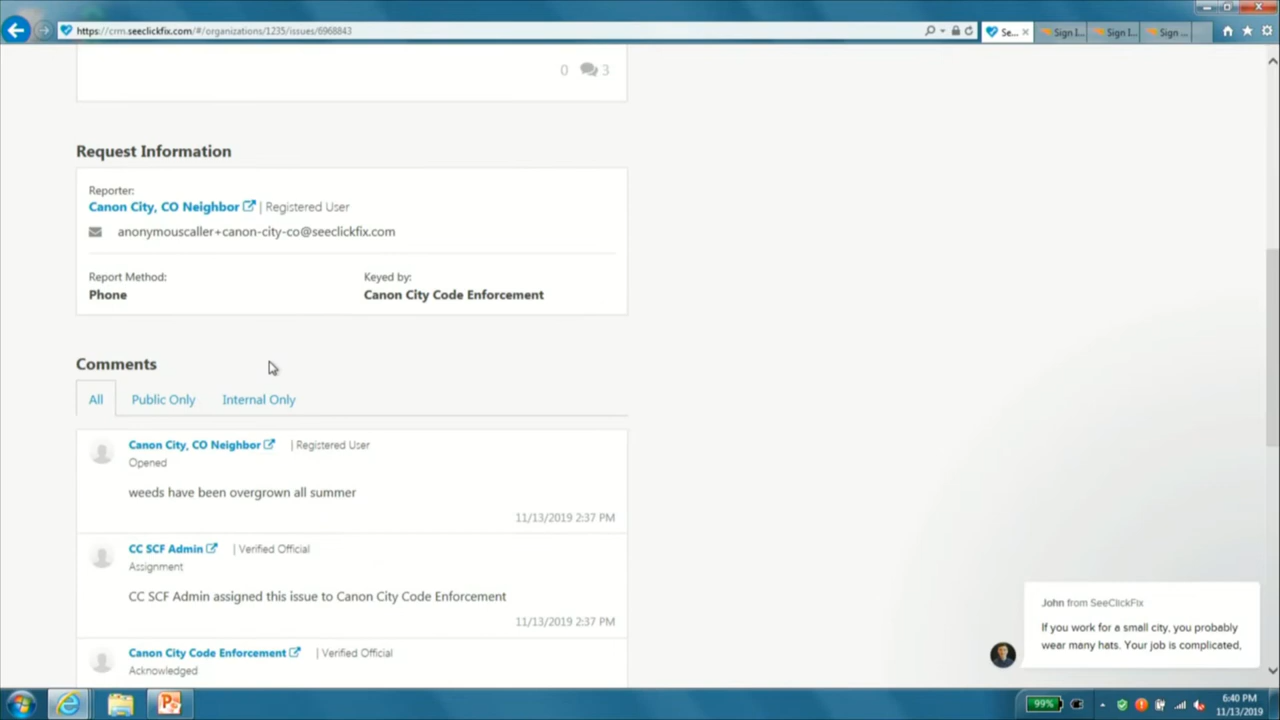 https://crm.seeclickfix.com/#/organizations/1235/issues/6968843
Se...
Sign I...
Sign I...
Sign ...
0 3
Request Information
Reporter:
Canon City, CO Neighbor | Registered User
anonymouscaller+canon-city-co@seeclickfix.com
Report Method: Keyed by:
Phone Canon City Code Enforcement
Comments
All Public Only Internal Only
Canon City, CO Neighbor | Registered User
Opened
weeds have been overgrown all summer
11/13/2019 2:37 PM
CC SCF Admin | Verified Official
Assignment
CC SCF Admin assigned this issue to Canon City Code Enforcement
11/13/2019 2:37 PM
Canon City Code Enforcement | Verified Official
Acknowledged
John from SeeClickFix
If you work for a small city, you probably
wear many hats. Your job is complicated,
99%
6:40 PM
11/13/2019